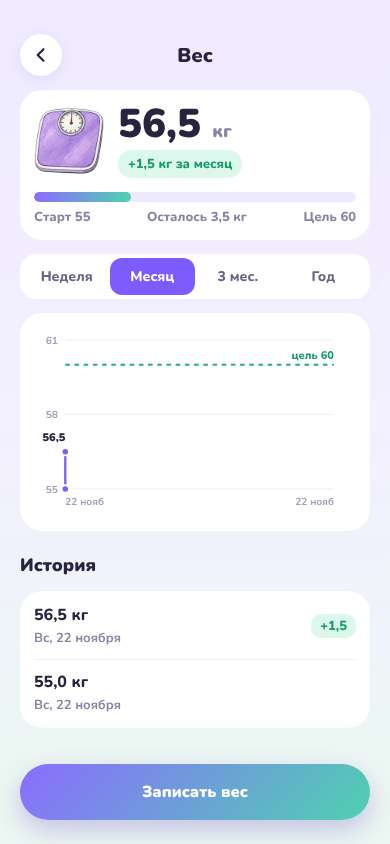 Вес
56,5 кг
+1,5 кг за месяц
Старт 55 Осталось 3,5 кг Цель 60
Неделя Месяц 3 мес. Год
61
цель 60
58
56,5
55
22 нояб 22 нояб
История
56,5 кг
+1,5
Вс, 22 ноября
55,0 кг
Вс, 22 ноября
Записать вес